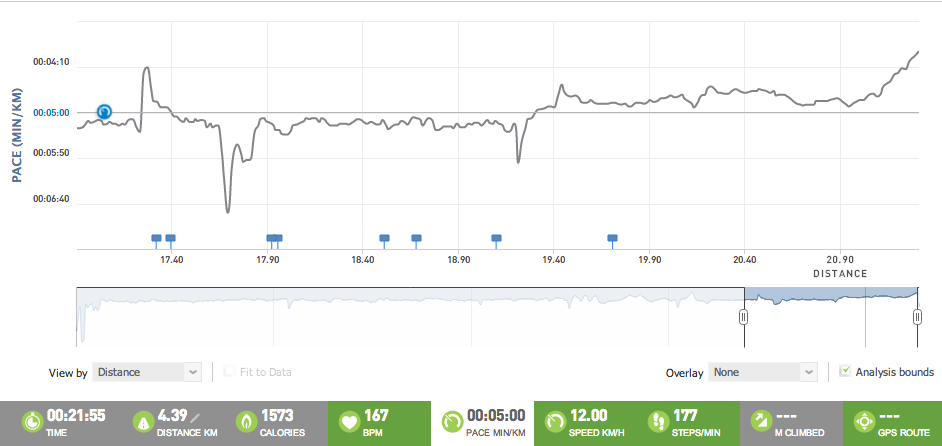 PACE (MIN/KM)
00:04:10
00:05:00
00:05:50
00:06:40
17.40 17.90 18.40 18.90 19.40 19.90 20.40 20.90
DISTANCE
View by Distance Fit to Data Overlay None Analysis bounds
00:21:55 4.39 1573 167 00:05:00 12.00 177 --- ---
TIME DISTANCE KM CALORIES BPM PACE MIN/KM SPEED KM/H STEPS/MIN M CLIMBED GPS ROUTE